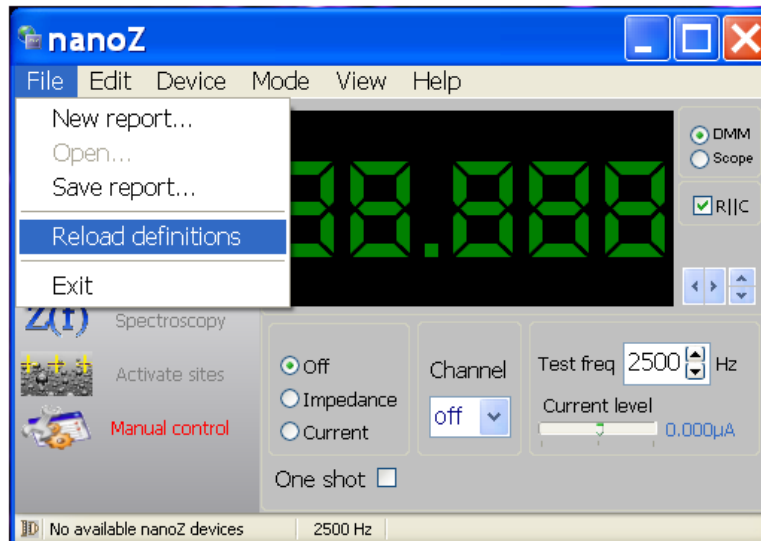 nanoZ
File Edit Device Mode View Help
New report...
Open...
Save report...
Reload definitions
Exit
88.888
DMM
Scope
R||C
Z(f) Spectroscopy
Activate sites
Manual control
Off
Impedance
Current
One shot
Channel
off
Test freq 2500 Hz
Current level
0.000µA
No available nanoZ devices 2500 Hz